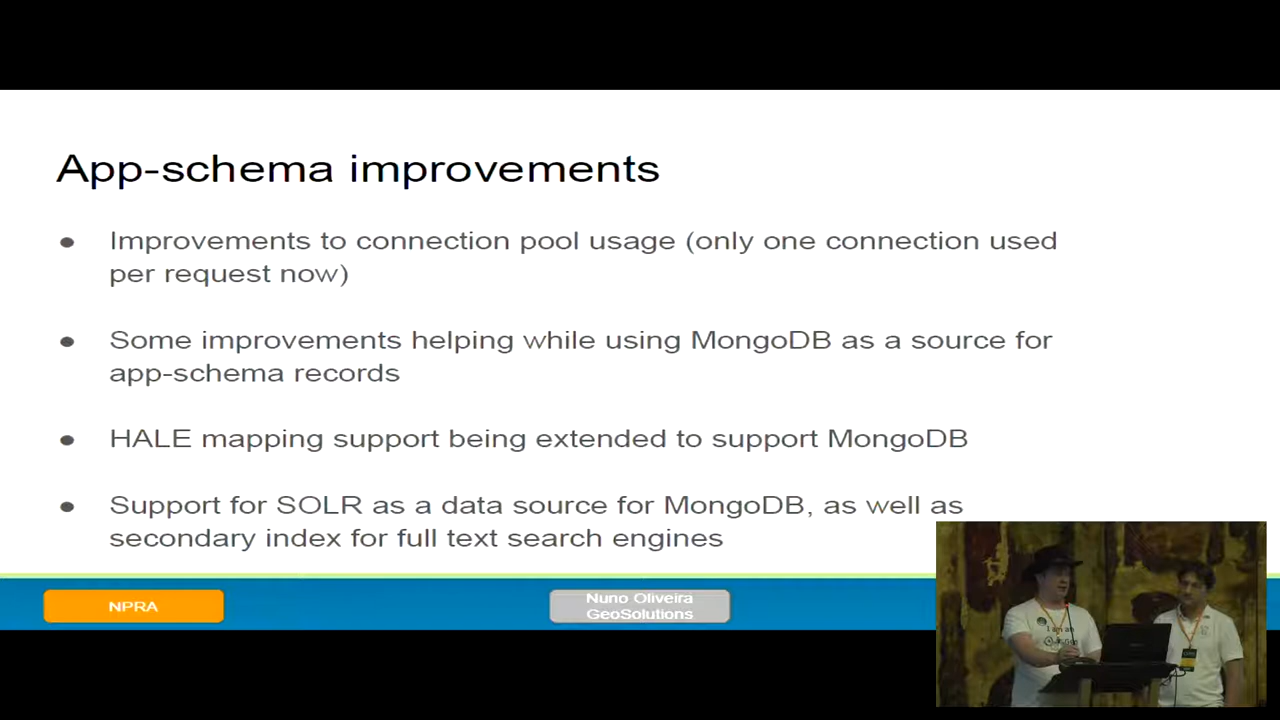 App-schema improvements
● Improvements to connection pool usage (only one connection used
per request now)
● Some improvements helping while using MongoDB as a source for
app-schema records
● HALE mapping support being extended to support MongoDB
● Support for SOLR as a data source for MongoDB, as well as
secondary index for full text search engines
NPRA
Nuno Oliveira
GeoSolutions
I am an